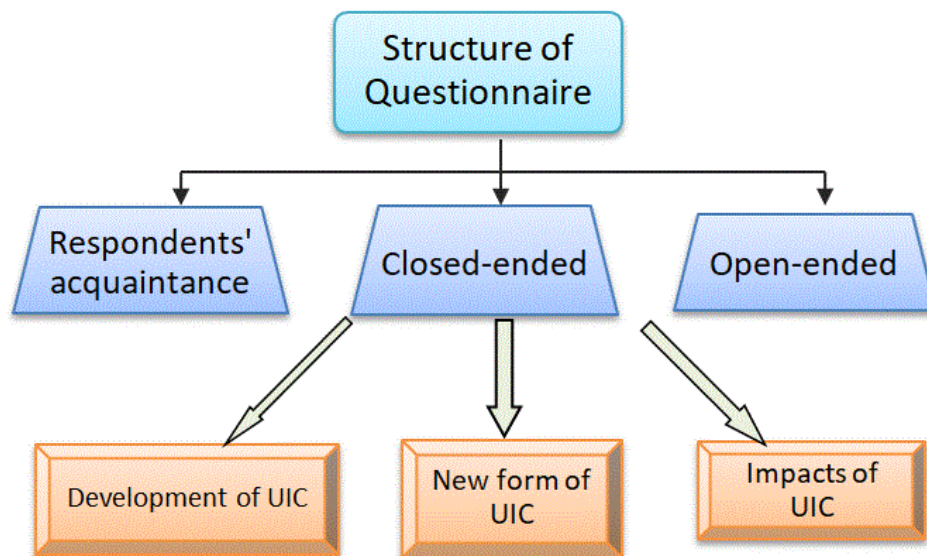 Structure of
Questionnaire
Respondents'
acquaintance
Closed-ended
Open-ended
Development of UIC
New form of
UIC
Impacts of
UIC